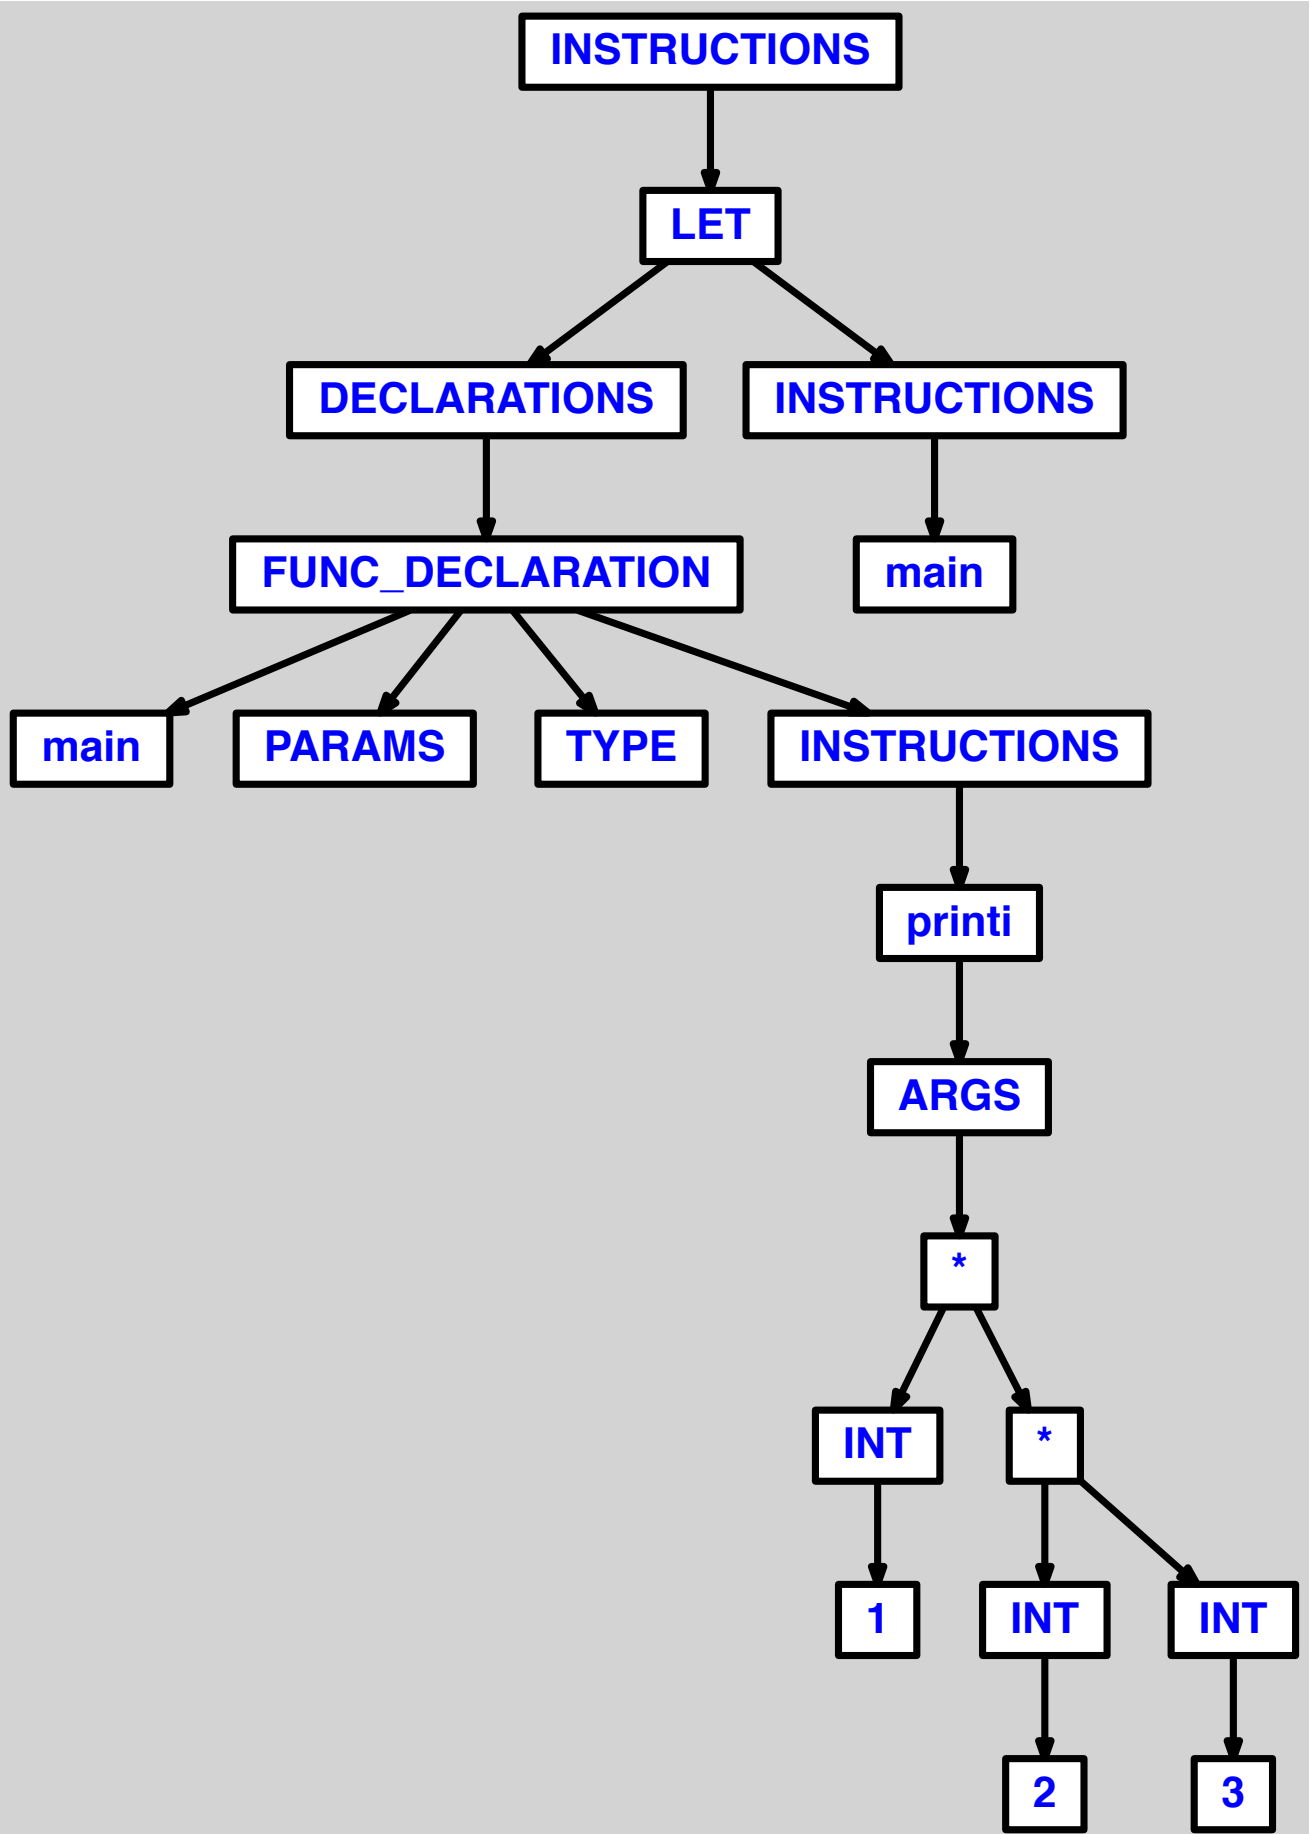 INSTRUCTIONS
LET
DECLARATIONS
INSTRUCTIONS
FUNC_DECLARATION
main
main
PARAMS
TYPE
INSTRUCTIONS
printi
ARGS
*
INT
*
1
INT
INT
2
3